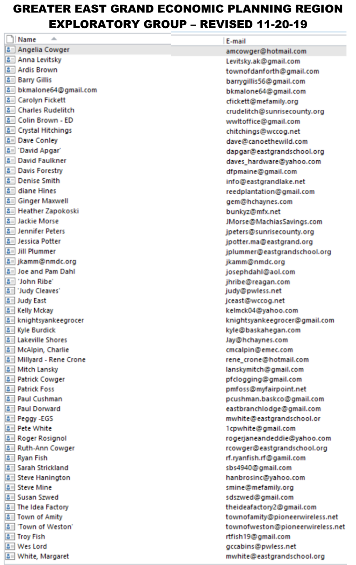 GREATER EAST GRAND ECONOMIC PLANNING REGION
EXPLORATORY GROUP – REVISED 11-20-19
Name E-mail
Angelia Cowger amcowger@hotmail.com
Anna Levitsky Levitsky.ak@gmail.com
Ardis Brown townofdanforth@gmail.com
Barry Gillis barrygillis56@gmail.com
bkmalone64@gmail.com bkmalone64@gmail.com
Carolyn Fickett cfickett@mefamily.org
Charles Rudelitch crudelitch@sunrisecounty.org
Colin Brown - ED wwltoffice@gmail.com
Crystal Hitchings chitchings@wccog.net
Dave Conley dave@canoethewild.com
'David Apgar' dapgar@eastgrandschool.org
David Faulkner daves_hardware@yahoo.com
Davis Forestry dfpmaine@gmail.com
Denise Smith info@eastgrandlake.net
diane Hines reedplantation@gmail.com
Ginger Maxwell gem@hchaynes.com
Heather Zapokoski bunkyz@mfx.net
Jackie Morse JMorse@MachiasSavings.com
Jennifer Peters jpeters@sunrisecounty.org
Jessica Potter jpotter.ma@eastgrand.org
Jill Plummer jplummer@eastgrandschool.org
jkamm@nmdc.org jkamm@nmdc.org
Joe and Pam Dahl josephdahl@aol.com
'John Ribe' jhribe@reagan.com
'Judy Cleaves' judy@pwless.net
Judy East jceast@wccog.net
Kelly Mckay kelmck04@yahoo.com
knightsyankeegrocer knightsyankeegrocer@gmail.com
Kyle Burdick kyle@baskahegan.com
Lakeville Shores Jay@hchaynes.com
McAlpin, Charlie cmcalpin@emec.com
Millyard - Rene Crone rene_crone@hotmail.com
Mitch Lansky lanskymitch@gmail.com
Patrick Cowger pfclogging@gmail.com
Patrick Foss pmfoss@myfairpoint.net
Paul Cushman pcushman.baskco@gmail.com
Paul Dorward eastbranchlodge@gmail.com
Peggy -EGS mwhite@eastgrandschool.or
Pete White 1cpwhite@gmail.com
Roger Rosignol rogerjeaneddie@yahoo.com
Ruth-Ann Cowger rcowger@eastgrandschool.org
Ryan Fish rf.ryanfish.rf@gmail.com
Sarah Strickland sbs4940@gmail.com
Steve Hanington hanbrosinc@yahoo.com
Steve Mine smine@mefamily.org
Susan Szwed sdszwed@gmail.com
The Idea Factory theideafactory2@gmail.com
Town of Amity townofamity@pioneerwireless.net
'Town of Weston' townofweston@pioneerwireless.net
Troy Fish rtfish19@gmail.com
Wes Lord gccabins@pwless.net
White, Margaret mwhite@eastgrandschool.org